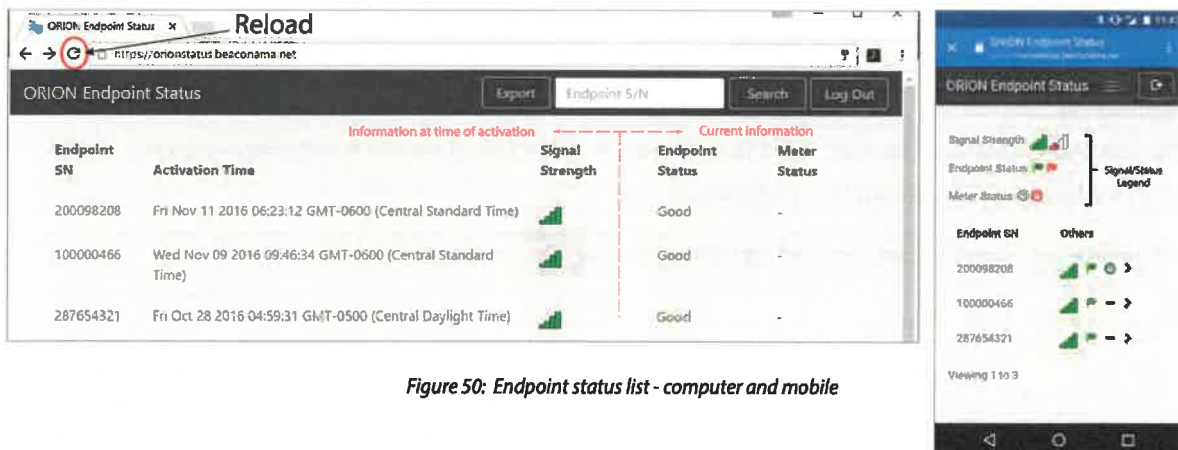 ORION Endpoint Status ×
Reload
https://orionstatus.beaconama.net
ORION Endpoint Status
Export
Endpoint S/N
Search
Log Out
Information at time of activation
Current information
Endpoint SN
Activation Time
Signal Strength
Endpoint Status
Meter Status
200098208 Fri Nov 11 2016 06:23:12 GMT-0600 (Central Standard Time) Good -
100000466 Wed Nov 09 2016 09:46:34 GMT-0600 (Central Standard
Time) Good -
287654321 Fri Oct 28 2016 04:59:31 GMT-0500 (Central Daylight Time) Good -
Figure 50: Endpoint status list - computer and mobile
ORION Endpoint Status
ORION Endpoint Status
Signal Strength
Endpoint Status
Meter Status
Signal/Status
Legend
Endpoint SN Others
200098208
100000466 -
287654321 -
Viewing 1 to 3